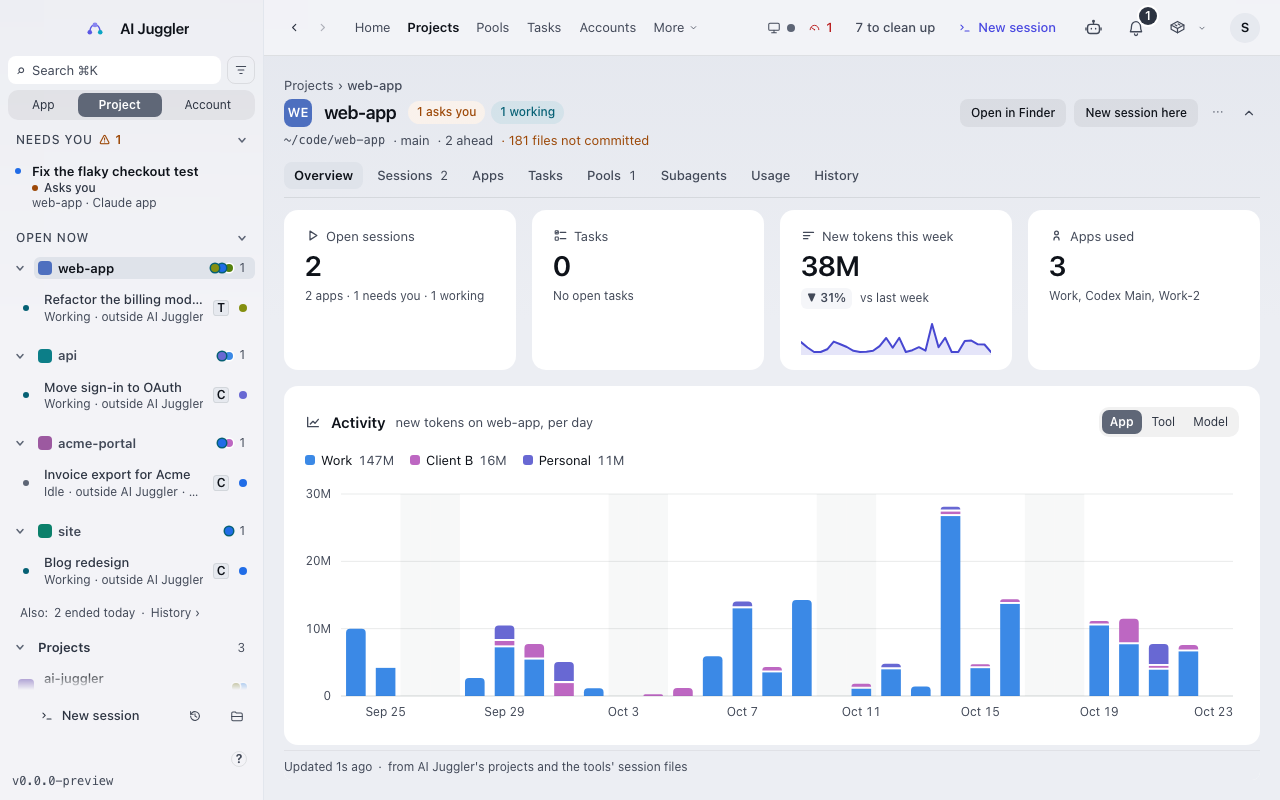 AI Juggler
Search ⌘K
App Project Account
NEEDS YOU 1
Fix the flaky checkout test
Asks you
web-app · Claude app
OPEN NOW
web-app 1
Refactor the billing mod... T
Working · outside AI Juggler
api 1
Move sign-in to OAuth C
Working · outside AI Juggler
acme-portal 1
Invoice export for Acme C
Idle · outside AI Juggler · ...
site 1
Blog redesign C
Working · outside AI Juggler
Also: 2 ended today · History ›
Projects 3
ai-juggler
New session
?
v0.0.0-preview
Home Projects Pools Tasks Accounts More
1 7 to clean up New session 1 S
Projects › web-app
WE web-app 1 asks you 1 working
Open in Finder New session here ···
~/code/web-app · main · 2 ahead · 181 files not committed
Overview Sessions 2 Apps Tasks Pools 1 Subagents Usage History
Open sessions
2
2 apps · 1 needs you · 1 working
Tasks
0
No open tasks
New tokens this week
38M
▼ 31% vs last week
Apps used
3
Work, Codex Main, Work-2
Activity new tokens on web-app, per day
App Tool Model
Work 147M Client B 16M Personal 11M
30M
20M
10M
0
Sep 25 Sep 29 Oct 3 Oct 7 Oct 11 Oct 15 Oct 19 Oct 23
Updated 1s ago · from AI Juggler's projects and the tools' session files